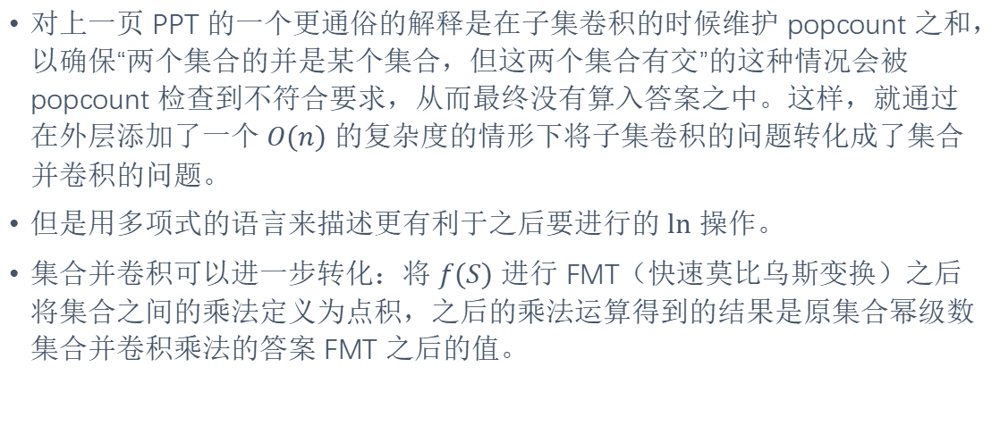 • 对上一页 PPT 的一个更通俗的解释是在子集卷积的时候维护 popcount 之和，
以确保“两个集合的并是某个集合，但这两个集合有交”的这种情况会被
popcount 检查到不符合要求，从而最终没有算入答案之中。这样，就通过
在外层添加了一个 O(n) 的复杂度的情形下将子集卷积的问题转化成了集合
并卷积的问题。
• 但是用多项式的语言来描述更有利于之后要进行的 ln 操作。
• 集合并卷积可以进一步转化：将 f(S) 进行 FMT（快速莫比乌斯变换）之后
将集合之间的乘法定义为点积，之后的乘法运算得到的结果是原集合幂级数
集合并卷积乘法的答案 FMT 之后的值。